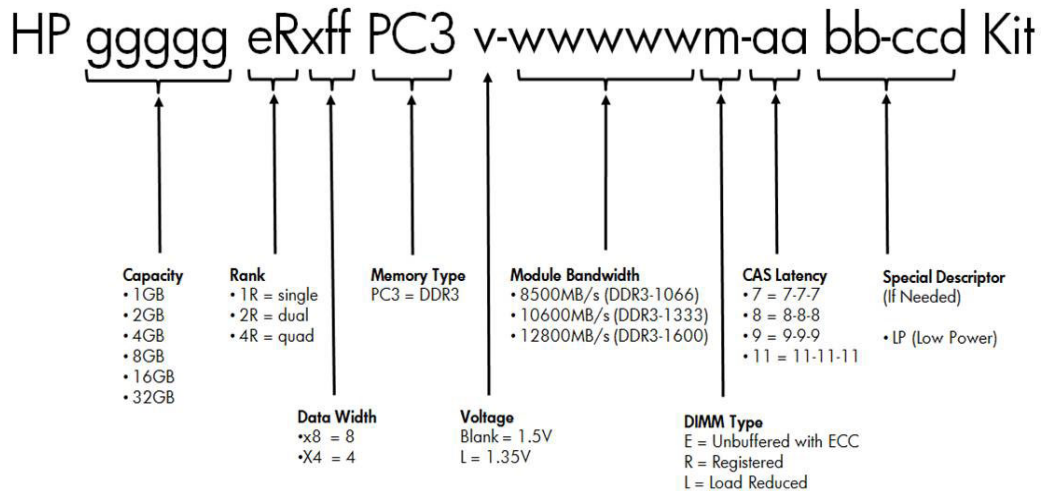 HP ggggg eRxff PC3 v-wwwwwm-aa bb-ccd Kit
Capacity
• 1GB
• 2GB
• 4GB
• 8GB
• 16GB
• 32GB
Rank
• 1R = single
• 2R = dual
• 4R = quad
Memory Type
PC3 = DDR3
Module Bandwidth
• 8500MB/s (DDR3-1066)
• 10600MB/s (DDR3-1333)
• 12800MB/s (DDR3-1600)
CAS Latency
• 7 = 7-7-7
• 8 = 8-8-8
• 9 = 9-9-9
• 11 = 11-11-11
Special Descriptor
(If Needed)
• LP (Low Power)
Data Width
•x8 = 8
•X4 = 4
Voltage
Blank = 1.5V
L = 1.35V
DIMM Type
E = Unbuffered with ECC
R = Registered
L = Load Reduced